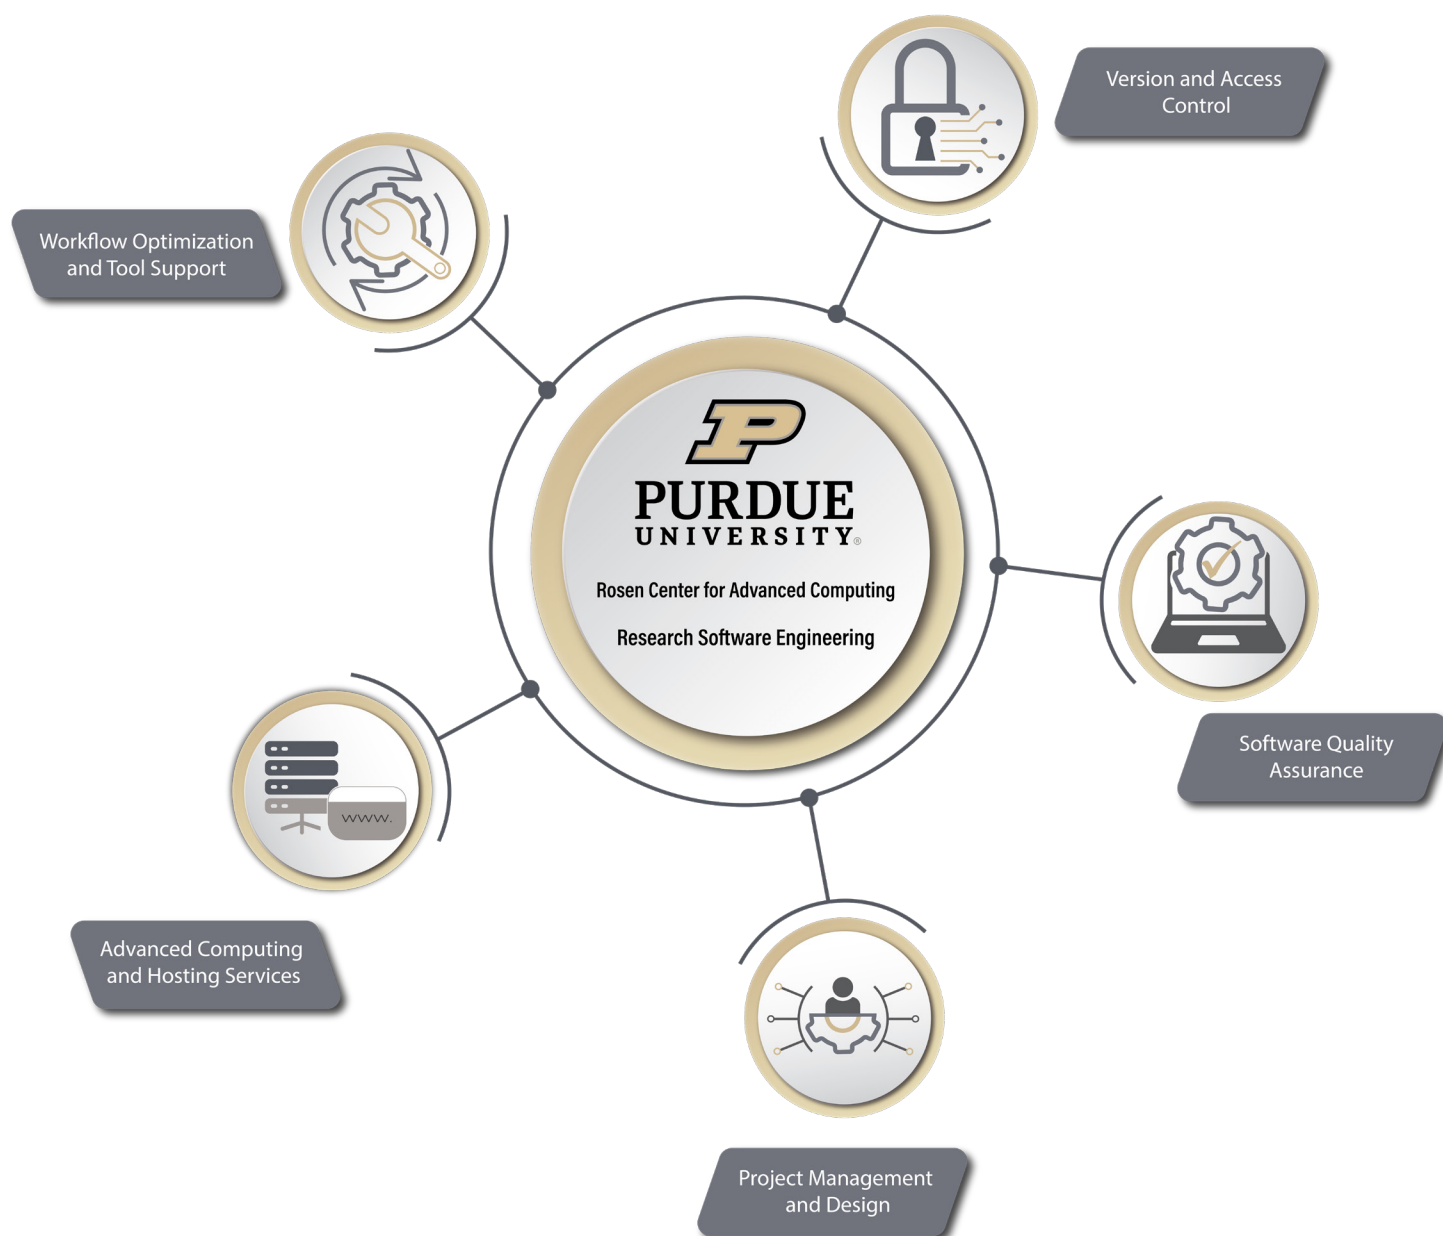 Version and Access
Control
Workflow Optimization
and Tool Support
P
PURDUE
UNIVERSITY®
Rosen Center for Advanced Computing
Research Software Engineering
Software Quality
Assurance
www.
Advanced Computing
and Hosting Services
Project Management
and Design